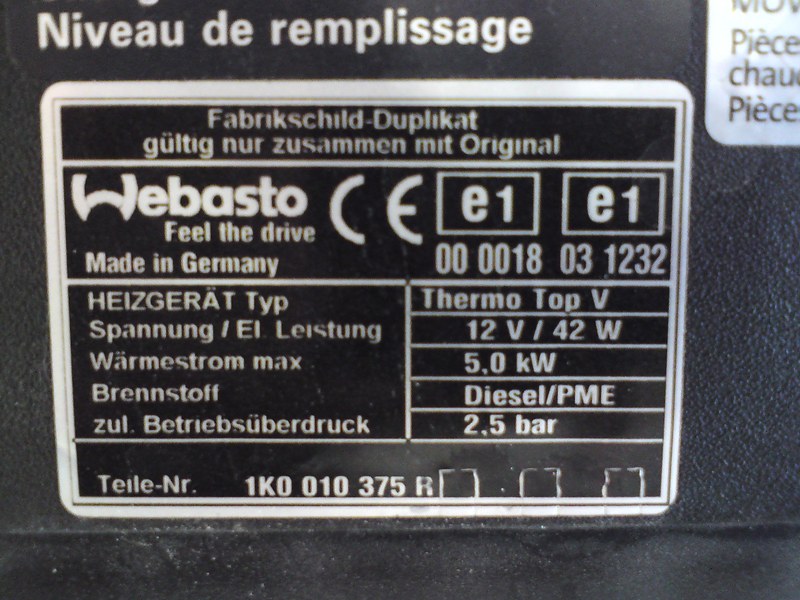 Niveau de remplissage
Pièces
Pièces
Fabrikschild-Duplikat
gültig nur zusammen mit Original
Webasto
Feel the drive
CE
e1
e1
Made in Germany
00 0018
03 1232
HEIZGERÄT Typ
Thermo Top V
Spannung / El. Leistung
12 V / 42 W
Wärmestrom max
5,0 kW
Brennstoff
Diesel/PME
zul. Betriebsüberdruck
2,5 bar
Teile-Nr. 1K0 010 375 R